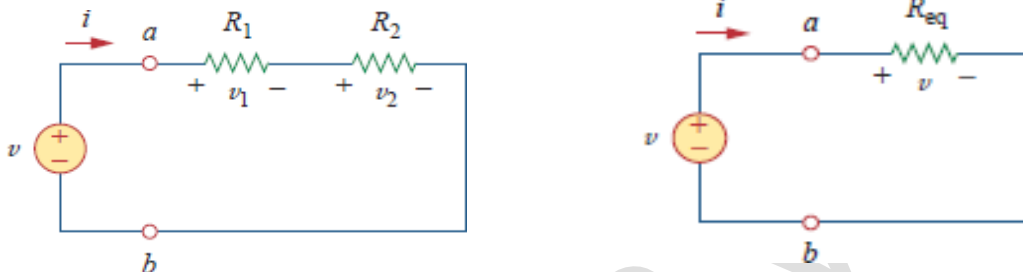 i
a
R₁
R₂
+ v₁ −
+ v₂ −
v
+
−
b
i
a
Rₑq
+ v −
v
+
−
b